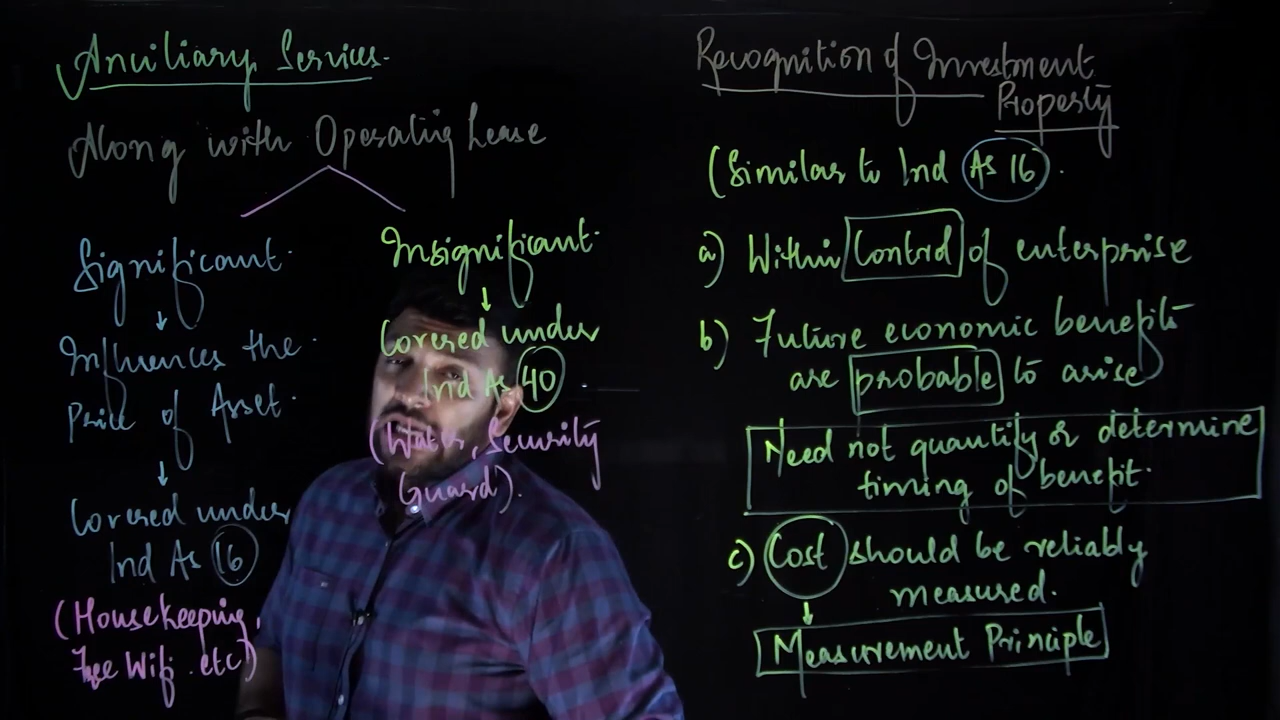 Anciliary Services.
Along with Operating Lease
Significant.
↓
Influences the
Price of Asset.
↓
Covered under
Ind As 16
(Housekeeping,
Free Wifi. etc)
Insignificant.
↓
Covered under
Ind As 40
(Water, Security
Guard).
Recognition of Investment
Property
(Similar to Ind As 16).
a) Within Control of enterprise
b) Future economic benefits
are probable to arise
Need not quantify or determine
timing of benefit.
c) Cost should be reliably
measured.
↓
Measurement Principle